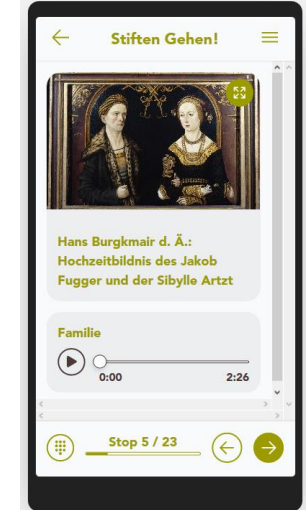 Stiften Gehen!
Hans Burgkmair d. Ä.:
Hochzeitbildnis des Jakob
Fugger und der Sibylle Artzt
Familie
0:00 2:26
Stop 5 / 23